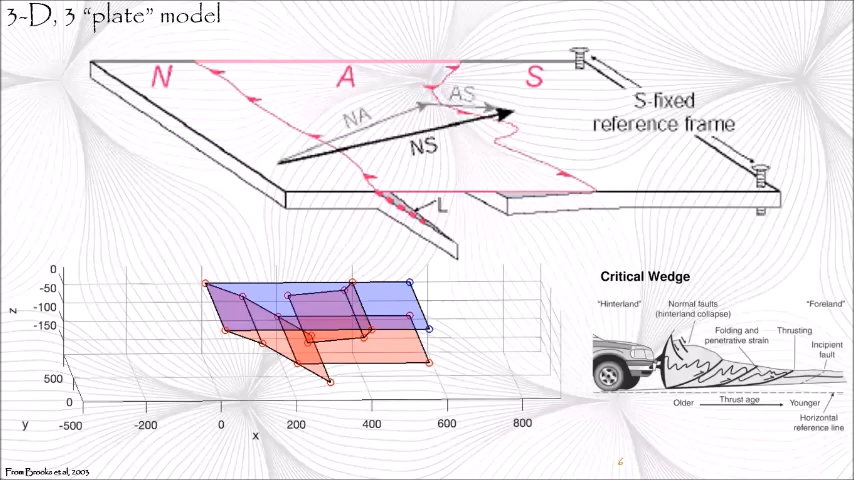 3-D, 3 “plate” model
N
A
S
NA
AS
NS
L
S-fixed
reference frame
0
-50
-100
-150
z
500
0
y
-500
-200
0
200
400
600
800
x
Critical Wedge
"Hinterland"
Normal faults
(hinterland collapse)
"Foreland"
Folding and
penetrative strain
Thrusting
Incipient
fault
Older
Thrust age
Younger
Horizontal
reference line
From Brooks et al, 2003
6